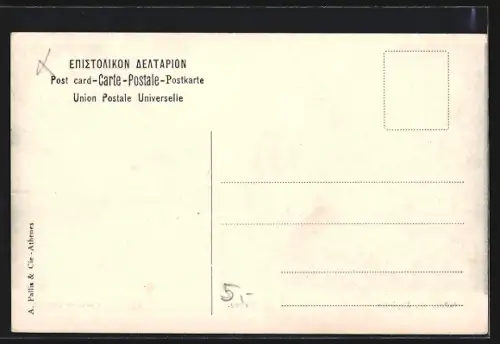 ΕΠΙΣΤΟΛΙΚΟΝ ΔΕΛΤΑΡΙΟΝ
Post card-Carte-Postale-Postkarte
Union Postale Universelle
A. Pallis & Cie-Athènes
5,-